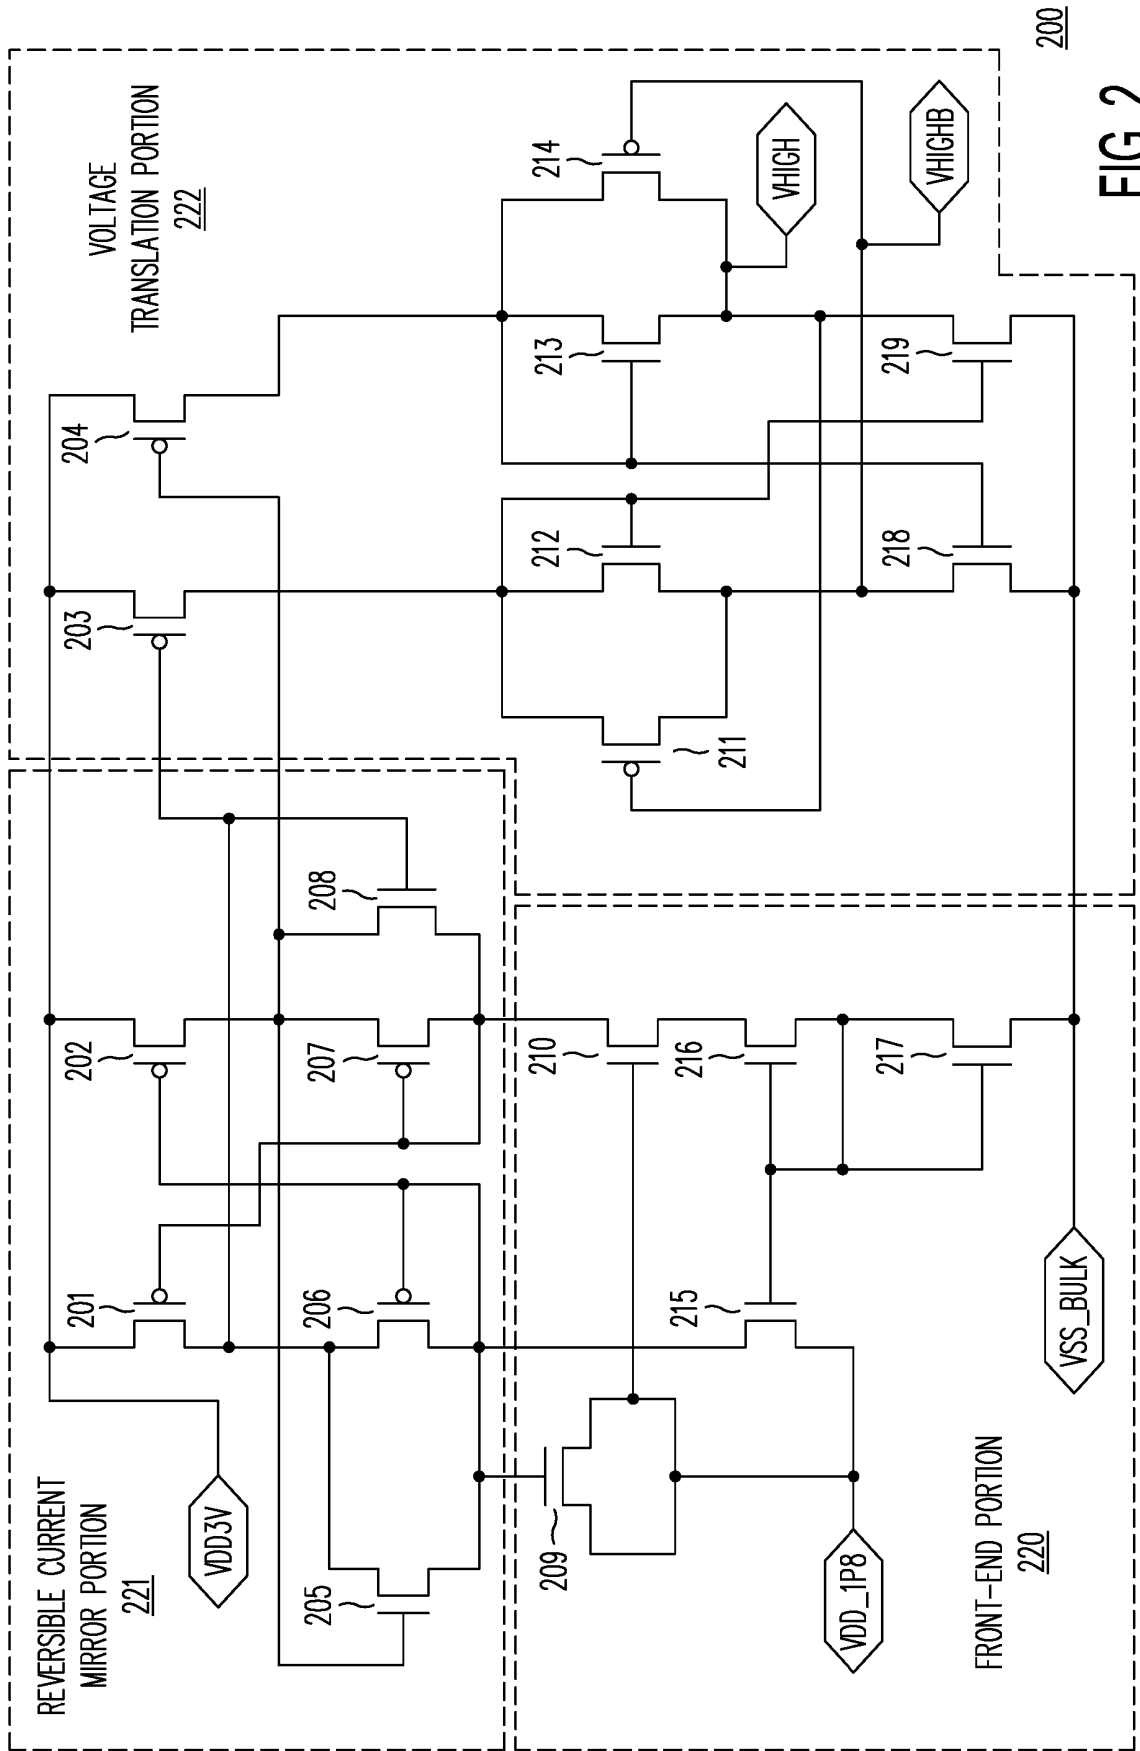 REVERSIBLE CURRENT
MIRROR PORTION
221
VDD3V
201
202
203
204
205
206
207
208
VOLTAGE
TRANSLATION PORTION
222
209
210
211
212
213
214
VHIGH
VHIGHB
215
216
217
218
219
FRONT-END PORTION
220
VDD_1P8
VSS_BULK
200
FIG. 2